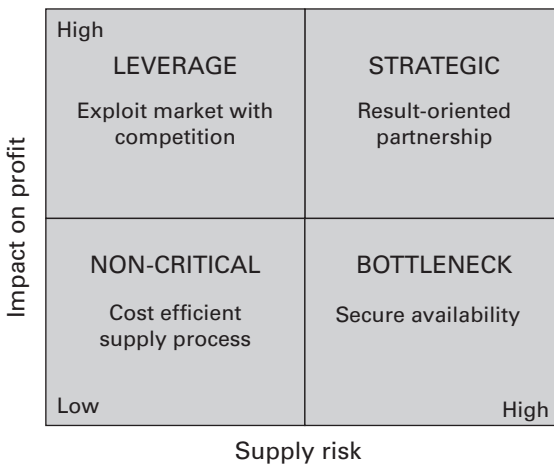 Impact on profit
High
LEVERAGE
Exploit market with
competition
STRATEGIC
Result-oriented
partnership
NON-CRITICAL
Cost efficient
supply process
BOTTLENECK
Secure availability
Low
High
Supply risk